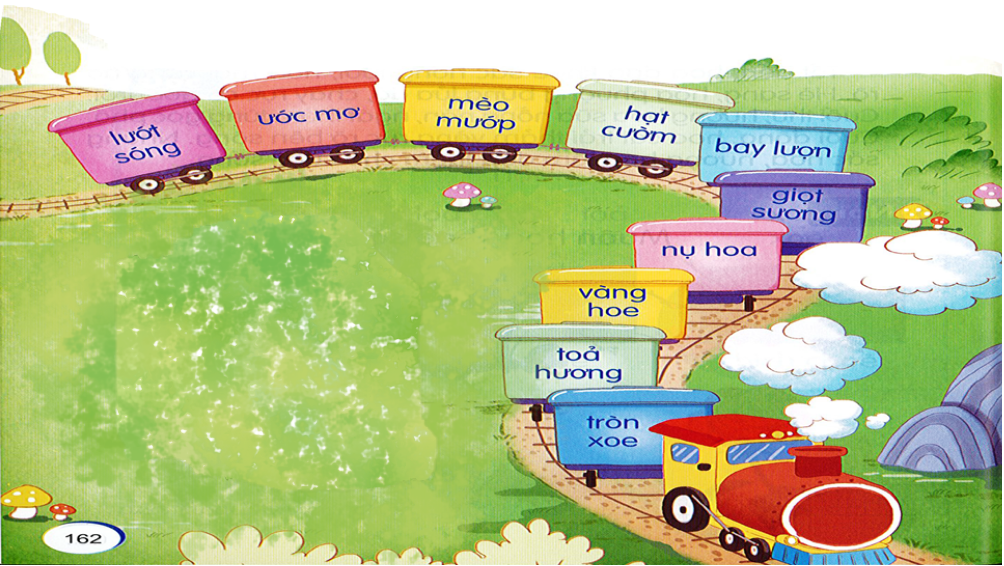 lướt
sóng
ước mơ
mèo
mướp
hạt
cườm
bay lượn
giọt
sương
nụ hoa
vàng
hoe
toả
hương
tròn
xoe
162